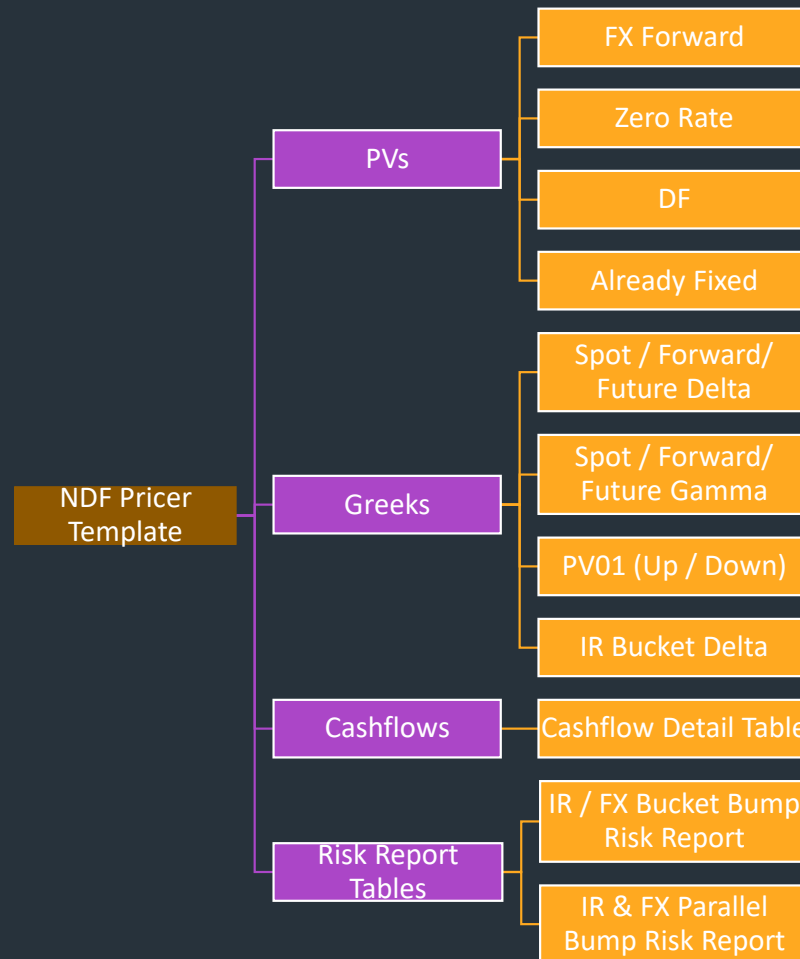 FX Forward
Zero Rate
PVs
DF
Already Fixed
Spot / Forward/
Future Delta
Spot / Forward/
Future Gamma
NDF Pricer
Template
Greeks
PV01 (Up / Down)
IR Bucket Delta
Cashflows
Cashflow Detail Table
IR / FX Bucket Bump
Risk Report
Risk Report
Tables
IR & FX Parallel
Bump Risk Report